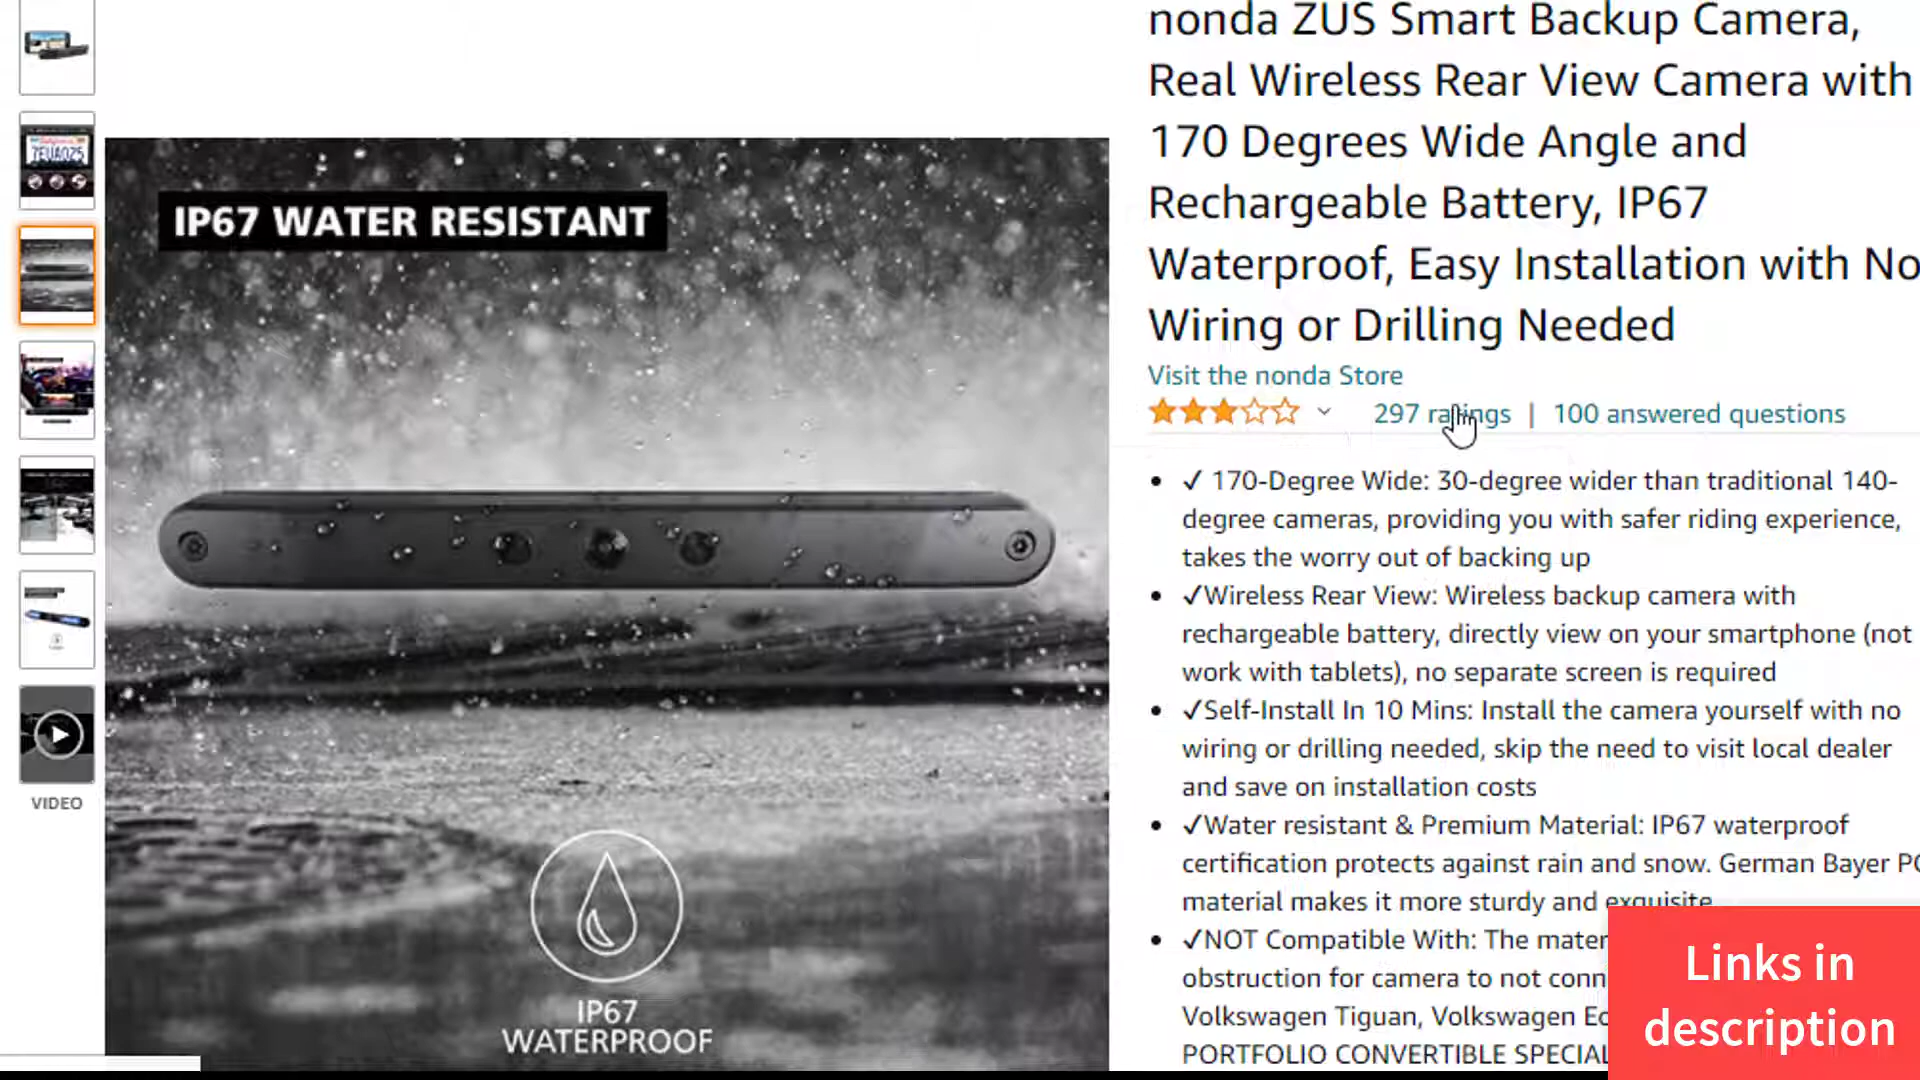 nonda ZUS Smart Backup Camera,
Real Wireless Rear View Camera with
170 Degrees Wide Angle and
Rechargeable Battery, IP67
Waterproof, Easy Installation with No
Wiring or Drilling Needed
Visit the nonda Store
297 ratings | 100 answered questions
• ✓ 170-Degree Wide: 30-degree wider than traditional 140-
degree cameras, providing you with safer riding experience,
takes the worry out of backing up
• ✓Wireless Rear View: Wireless backup camera with
rechargeable battery, directly view on your smartphone (not
work with tablets), no separate screen is required
• ✓Self-Install In 10 Mins: Install the camera yourself with no
wiring or drilling needed, skip the need to visit local dealer
and save on installation costs
• ✓Water resistant & Premium Material: IP67 waterproof
certification protects against rain and snow. German Bayer PC
material makes it more sturdy and exquisite
• ✓NOT Compatible With: The mater
obstruction for camera to not conn
Volkswagen Tiguan, Volkswagen Eo
PORTFOLIO CONVERTIBLE SPECIAL
IP67 WATER RESISTANT
IP67
WATERPROOF
VIDEO
7EUA025
Links in
description